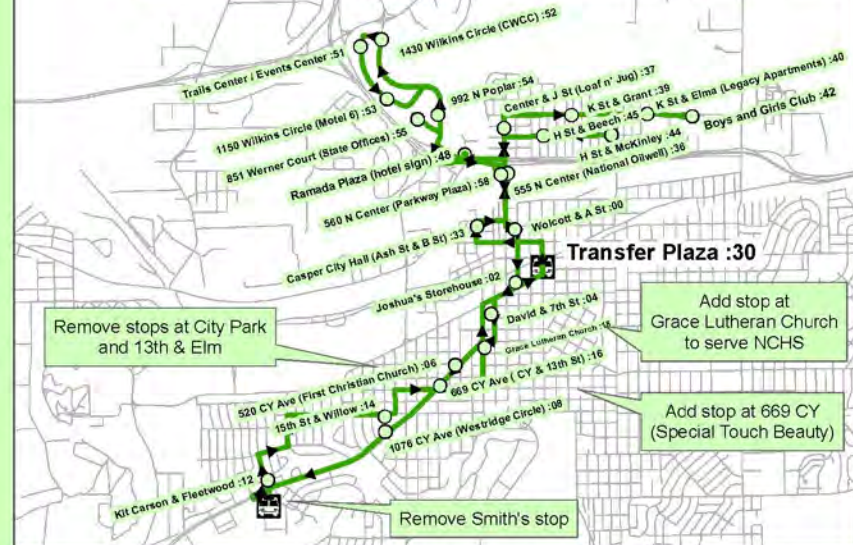 1430 Wilkins Circle (CWCC) :52
Trails Center / Events Center :51
992 N Poplar :54
Center & J St (Loaf n' Jug) :37
K St & Grant :39
K St & Elma (Legacy Apartments) :40
1150 Wilkins Circle (Motel 6) :53
H St & Beech :45
Boys and Girls Club :42
851 Werner Court (State Offices) :55
H St & McKinley :44
Ramada Plaza (hotel sign) :48
555 N Center (National Oilwell) :36
560 N Center (Parkway Plaza) :58
Wolcott & A St :00
Casper City Hall (Ash St & B St) :33
Transfer Plaza :30
Joshua's Storehouse :02
David & 7th St :04
Add stop at
Grace Lutheran Church
to serve NCHS
Remove stops at City Park
and 13th & Elm
Grace Lutheran Church :18
520 CY Ave (First Christian Church) :06
669 CY Ave ( CY & 13th St) :16
15th St & Willow :14
Add stop at 669 CY
(Special Touch Beauty)
1076 CY Ave (Westridge Circle) :08
Kit Carson & Fleetwood :12
Remove Smith's stop